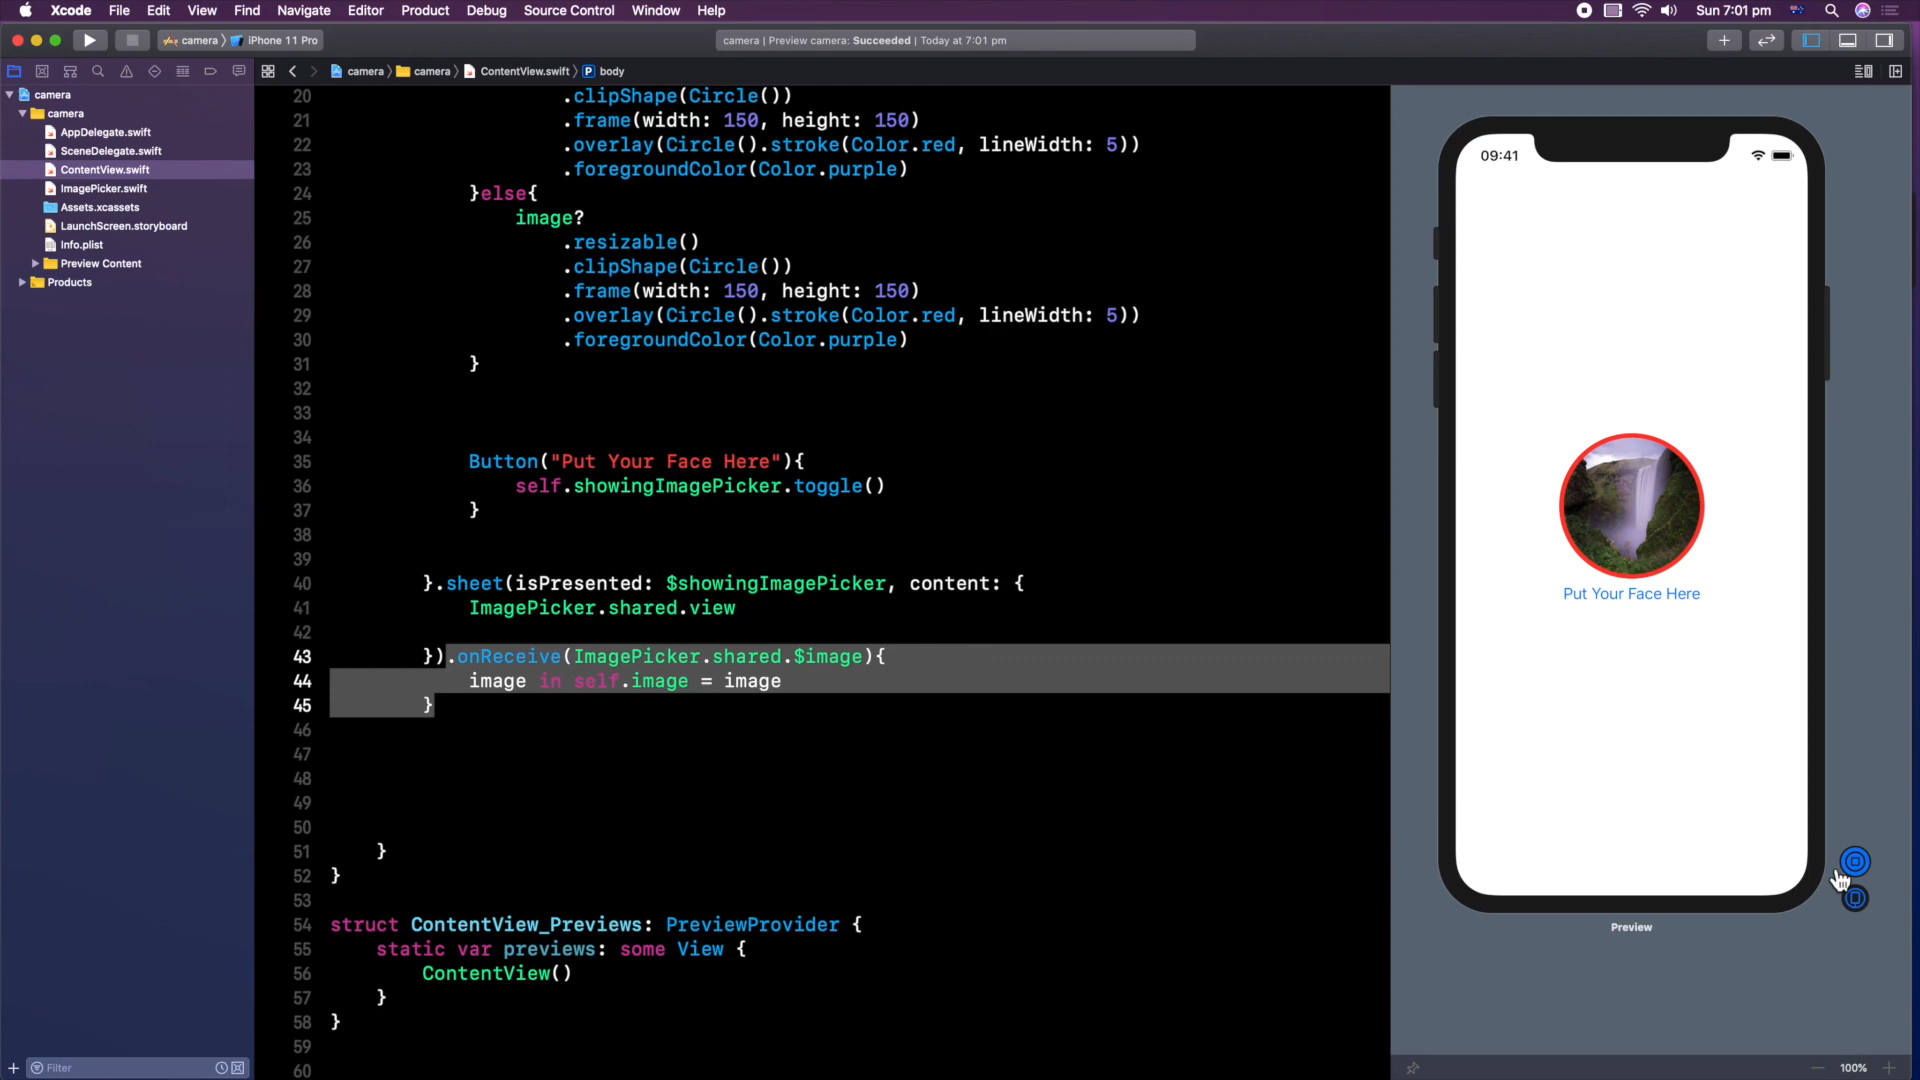 Xcode File Edit View Find Navigate Editor Product Debug Source Control Window Help Sun 7:01 pm
camera iPhone 11 Pro camera | Preview camera: Succeeded | Today at 7:01 pm
camera camera ContentView.swift P body
camera
camera
AppDelegate.swift
SceneDelegate.swift
ContentView.swift
ImagePicker.swift
Assets.xcassets
LaunchScreen.storyboard
Info.plist
Preview Content
Products
Filter
20 .clipShape(Circle())
21 .frame(width: 150, height: 150)
22 .overlay(Circle().stroke(Color.red, lineWidth: 5))
23 .foregroundColor(Color.purple)
24 }else{
25 image?
26 .resizable()
27 .clipShape(Circle())
28 .frame(width: 150, height: 150)
29 .overlay(Circle().stroke(Color.red, lineWidth: 5))
30 .foregroundColor(Color.purple)
31 }
32
33
34
35 Button("Put Your Face Here"){
36 self.showingImagePicker.toggle()
37 }
38
39
40 }.sheet(isPresented: $showingImagePicker, content: {
41 ImagePicker.shared.view
42
43 }).onReceive(ImagePicker.shared.$image){
44 image in self.image = image
45 }
46
47
48
49
50
51 }
52 }
53
54 struct ContentView_Previews: PreviewProvider {
55 static var previews: some View {
56 ContentView()
57 }
58 }
59
60
09:41
Put Your Face Here
Preview
100%